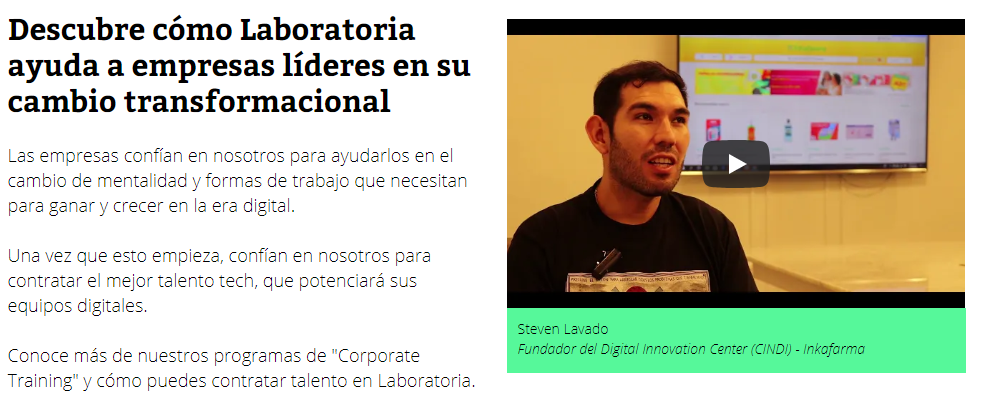 Descubre cómo Laboratoria
ayuda a empresas líderes en su
cambio transformacional
Las empresas confían en nosotros para ayudarlos en el
cambio de mentalidad y formas de trabajo que necesitan
para ganar y crecer en la era digital.
Una vez que esto empieza, confían en nosotros para
contratar el mejor talento tech, que potenciará sus
equipos digitales.
Conoce más de nuestros programas de "Corporate
Training" y cómo puedes contratar talento en Laboratoria.
Steven Lavado
Fundador del Digital Innovation Center (CINDI) - Inkafarma